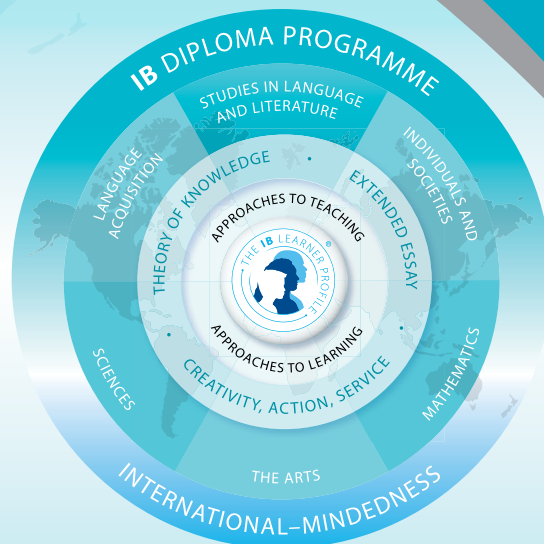 IB DIPLOMA PROGRAMME
STUDIES IN LANGUAGE
AND LITERATURE
LANGUAGE
ACQUISITION
INDIVIDUALS AND
SOCIETIES
THEORY OF KNOWLEDGE
EXTENDED ESSAY
APPROACHES TO TEACHING
THE IB LEARNER PROFILE®
APPROACHES TO LEARNING
CREATIVITY, ACTION, SERVICE
SCIENCES
MATHEMATICS
THE ARTS
INTERNATIONAL–MINDEDNESS